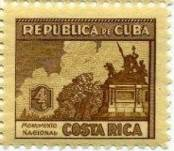 REPUBLICA DE CUBA
4
MONUMENTO
NACIONAL
COSTA RICA